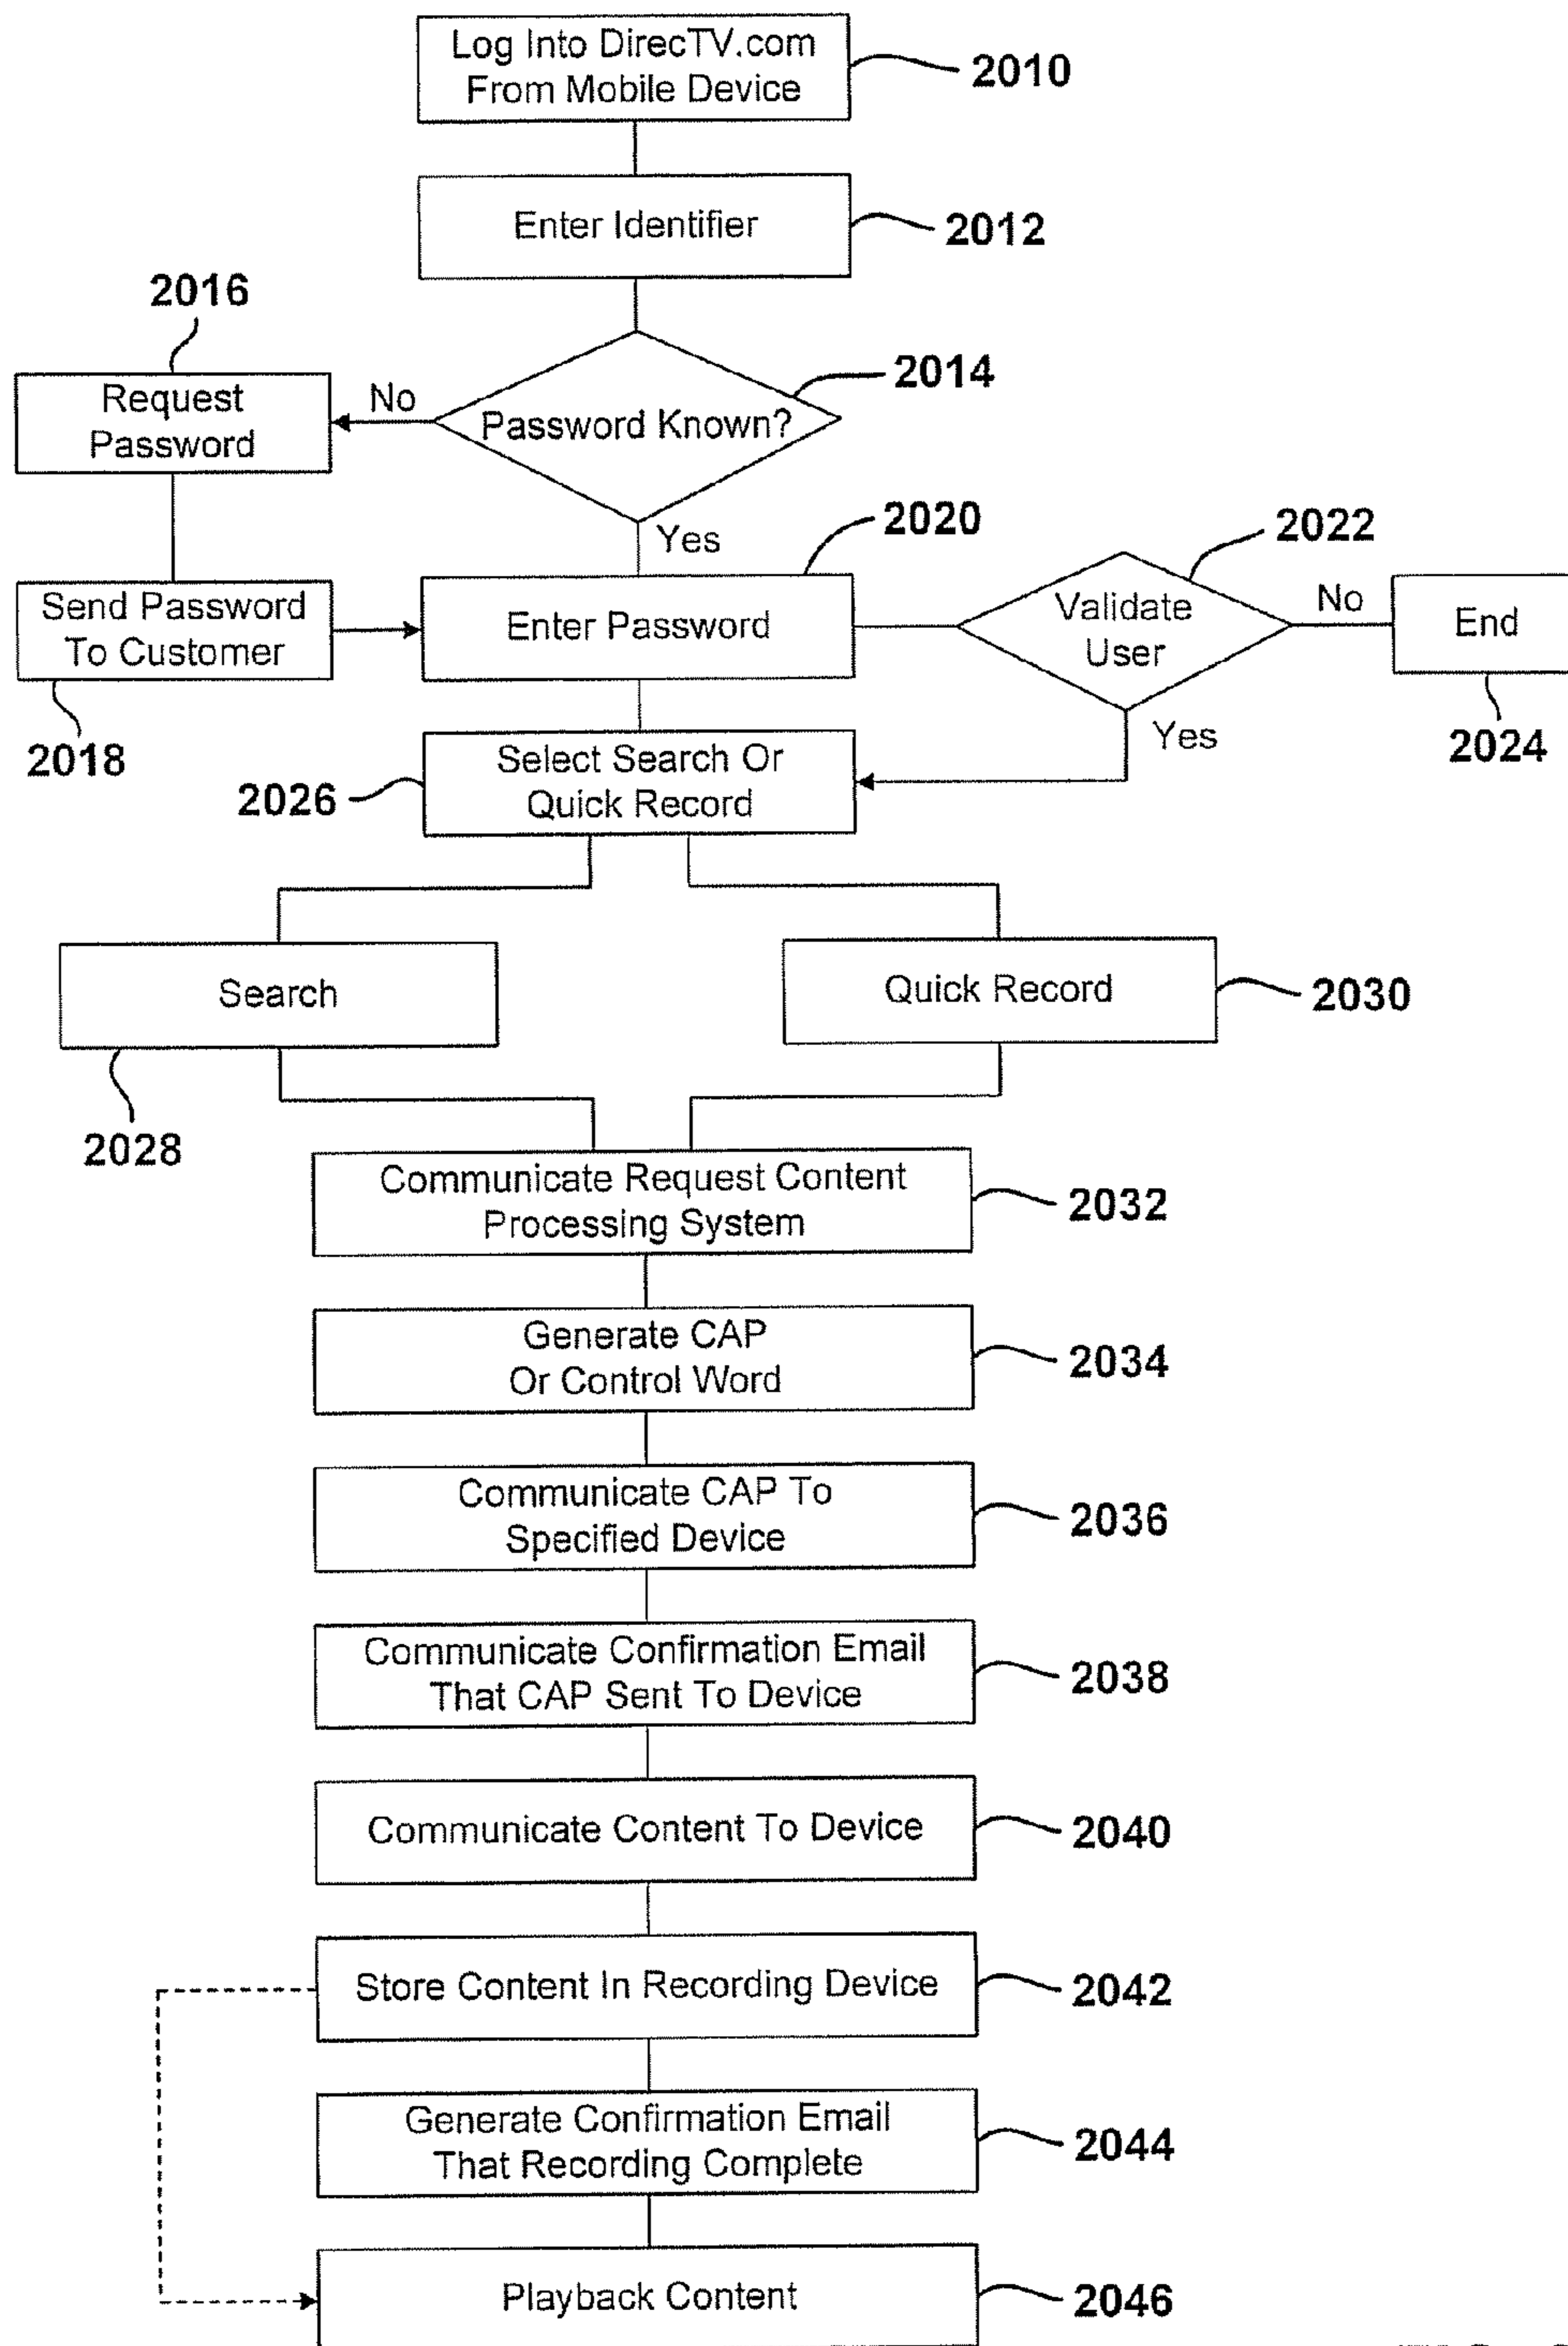 Log Into DirecTV.com
From Mobile Device
2010
Enter Identifier
2012
2016
Request
Password
No
Password Known?
2014
Yes
2020
2022
Send Password
To Customer
2018
Enter Password
Validate
User
No
End
2024
Yes
Select Search Or
Quick Record
2026
Search
2028
Quick Record
2030
Communicate Request Content
Processing System
2032
Generate CAP
Or Control Word
2034
Communicate CAP To
Specified Device
2036
Communicate Confirmation Email
That CAP Sent To Device
2038
Communicate Content To Device
2040
Store Content In Recording Device
2042
Generate Confirmation Email
That Recording Complete
2044
Playback Content
2046